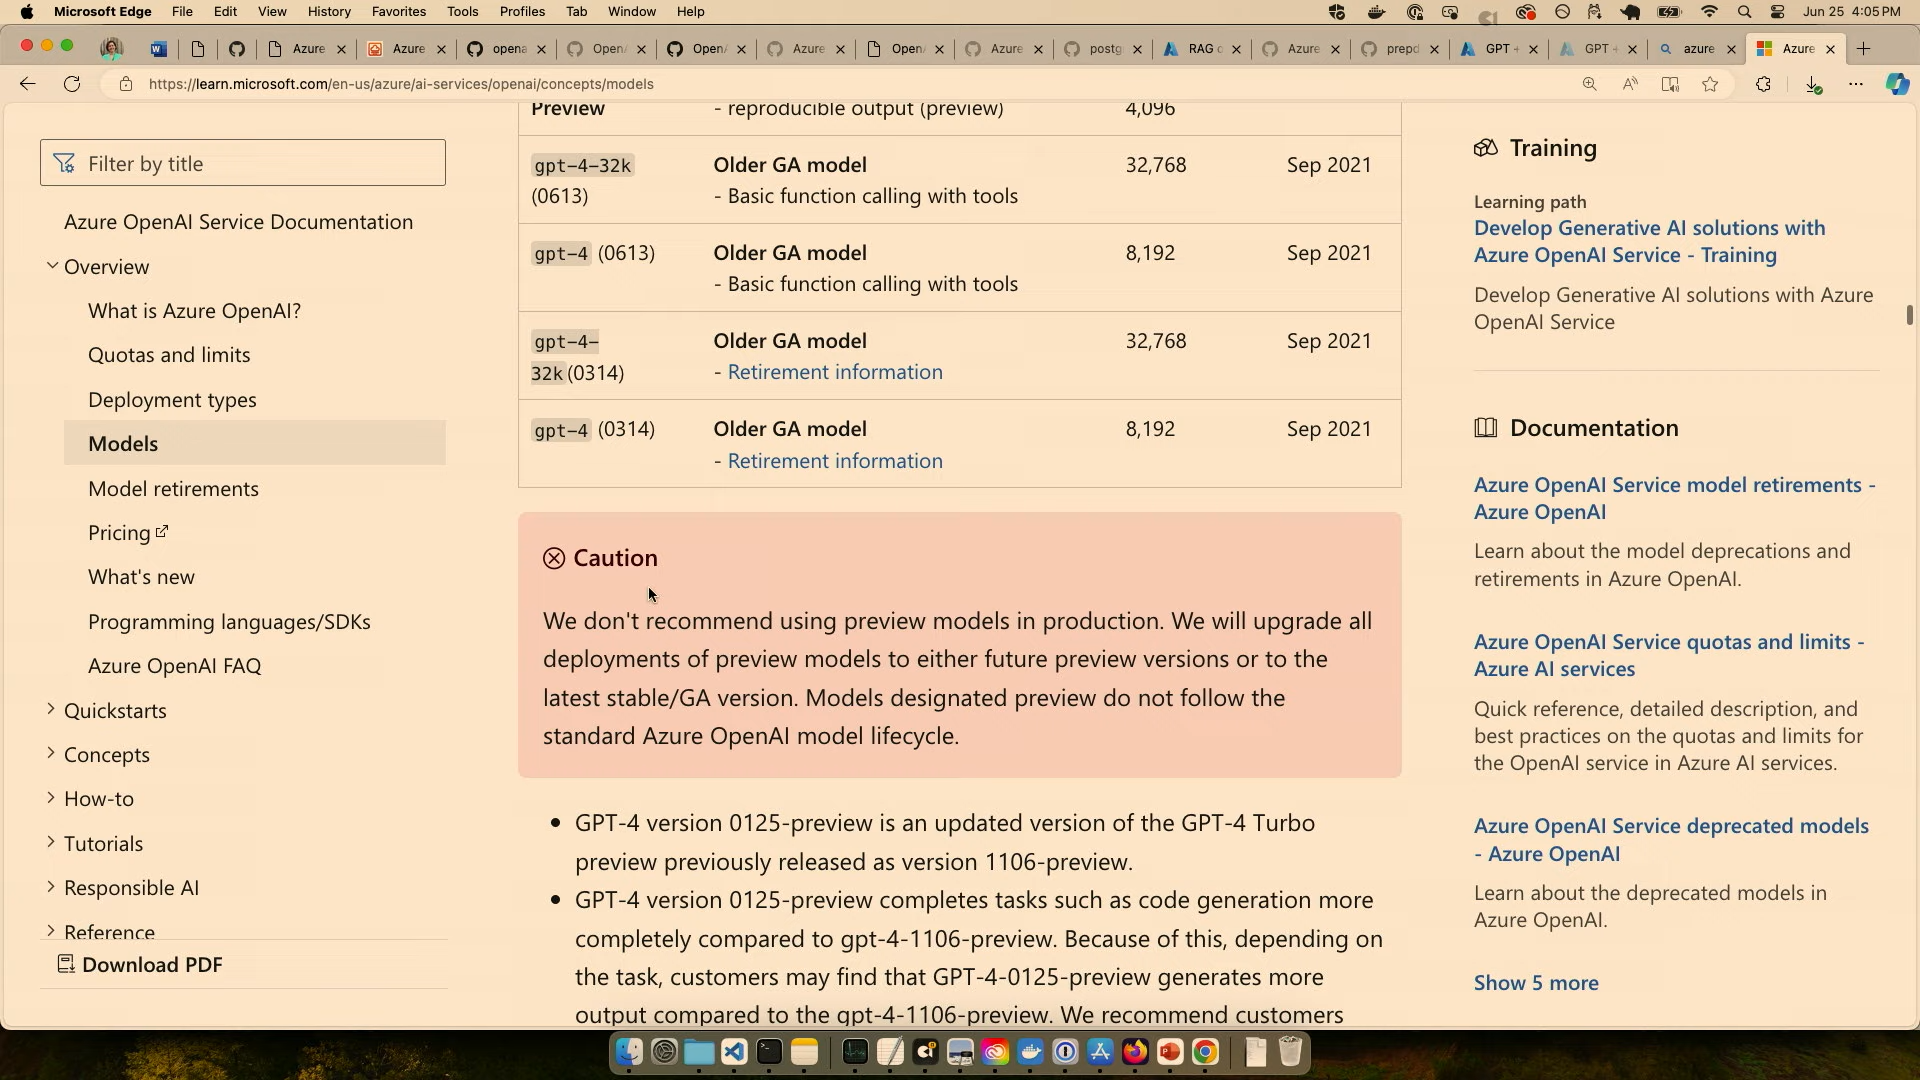 Microsoft Edge File Edit View History Favorites Tools Profiles Tab Window Help Jun 25 4:05 PM
Azure Azure opena OpenA OpenA Azure OpenA Azure postg RAG Azure prepd GPT GPT azure Azure
https://learn.microsoft.com/en-us/azure/ai-services/openai/concepts/models
Filter by title
Azure OpenAI Service Documentation
Overview
What is Azure OpenAI?
Quotas and limits
Deployment types
Models
Model retirements
Pricing
What's new
Programming languages/SDKs
Azure OpenAI FAQ
Quickstarts
Concepts
How-to
Tutorials
Responsible AI
Reference
Download PDF
Preview - reproducible output (preview) 4,096
gpt-4-32k Older GA model 32,768 Sep 2021
(0613) - Basic function calling with tools
gpt-4 (0613) Older GA model 8,192 Sep 2021
- Basic function calling with tools
gpt-4- Older GA model 32,768 Sep 2021
32k(0314) - Retirement information
gpt-4 (0314) Older GA model 8,192 Sep 2021
- Retirement information
Caution
We don't recommend using preview models in production. We will upgrade all
deployments of preview models to either future preview versions or to the
latest stable/GA version. Models designated preview do not follow the
standard Azure OpenAI model lifecycle.
• GPT-4 version 0125-preview is an updated version of the GPT-4 Turbo
preview previously released as version 1106-preview.
• GPT-4 version 0125-preview completes tasks such as code generation more
completely compared to gpt-4-1106-preview. Because of this, depending on
the task, customers may find that GPT-4-0125-preview generates more
output compared to the gpt-4-1106-preview. We recommend customers
Training
Learning path
Develop Generative AI solutions with
Azure OpenAI Service - Training
Develop Generative AI solutions with Azure
OpenAI Service
Documentation
Azure OpenAI Service model retirements -
Azure OpenAI
Learn about the model deprecations and
retirements in Azure OpenAI.
Azure OpenAI Service quotas and limits -
Azure AI services
Quick reference, detailed description, and
best practices on the quotas and limits for
the OpenAI service in Azure AI services.
Azure OpenAI Service deprecated models
- Azure OpenAI
Learn about the deprecated models in
Azure OpenAI.
Show 5 more